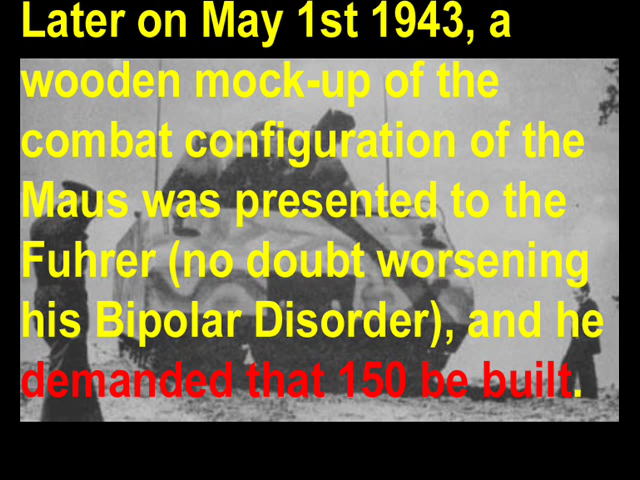 Later on May 1st 1943, a
wooden mock-up of the
combat configuration of the
Maus was presented to the
Fuhrer (no doubt worsening
his Bipolar Disorder), and he
demanded that 150 be built.